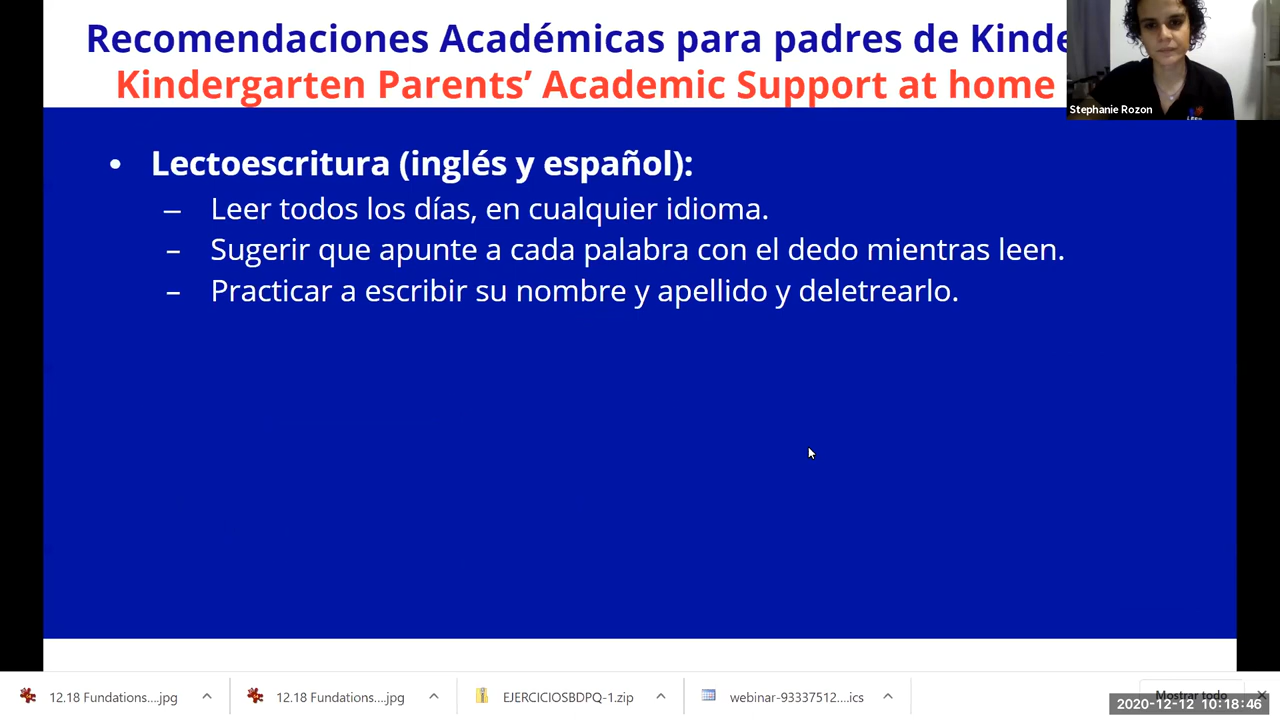 Recomendaciones Académicas para padres de Kinde
Kindergarten Parents’ Academic Support at home
Stephanie Rozon
• Lectoescritura (inglés y español):
– Leer todos los días, en cualquier idioma.
– Sugerir que apunte a cada palabra con el dedo mientras leen.
– Practicar a escribir su nombre y apellido y deletrearlo.
12.18 Fundations....jpg
12.18 Fundations....jpg
EJERCICIOSBDPQ-1.zip
webinar-93337512....ics
Mostrar todo
2020-12-12 10:18:46